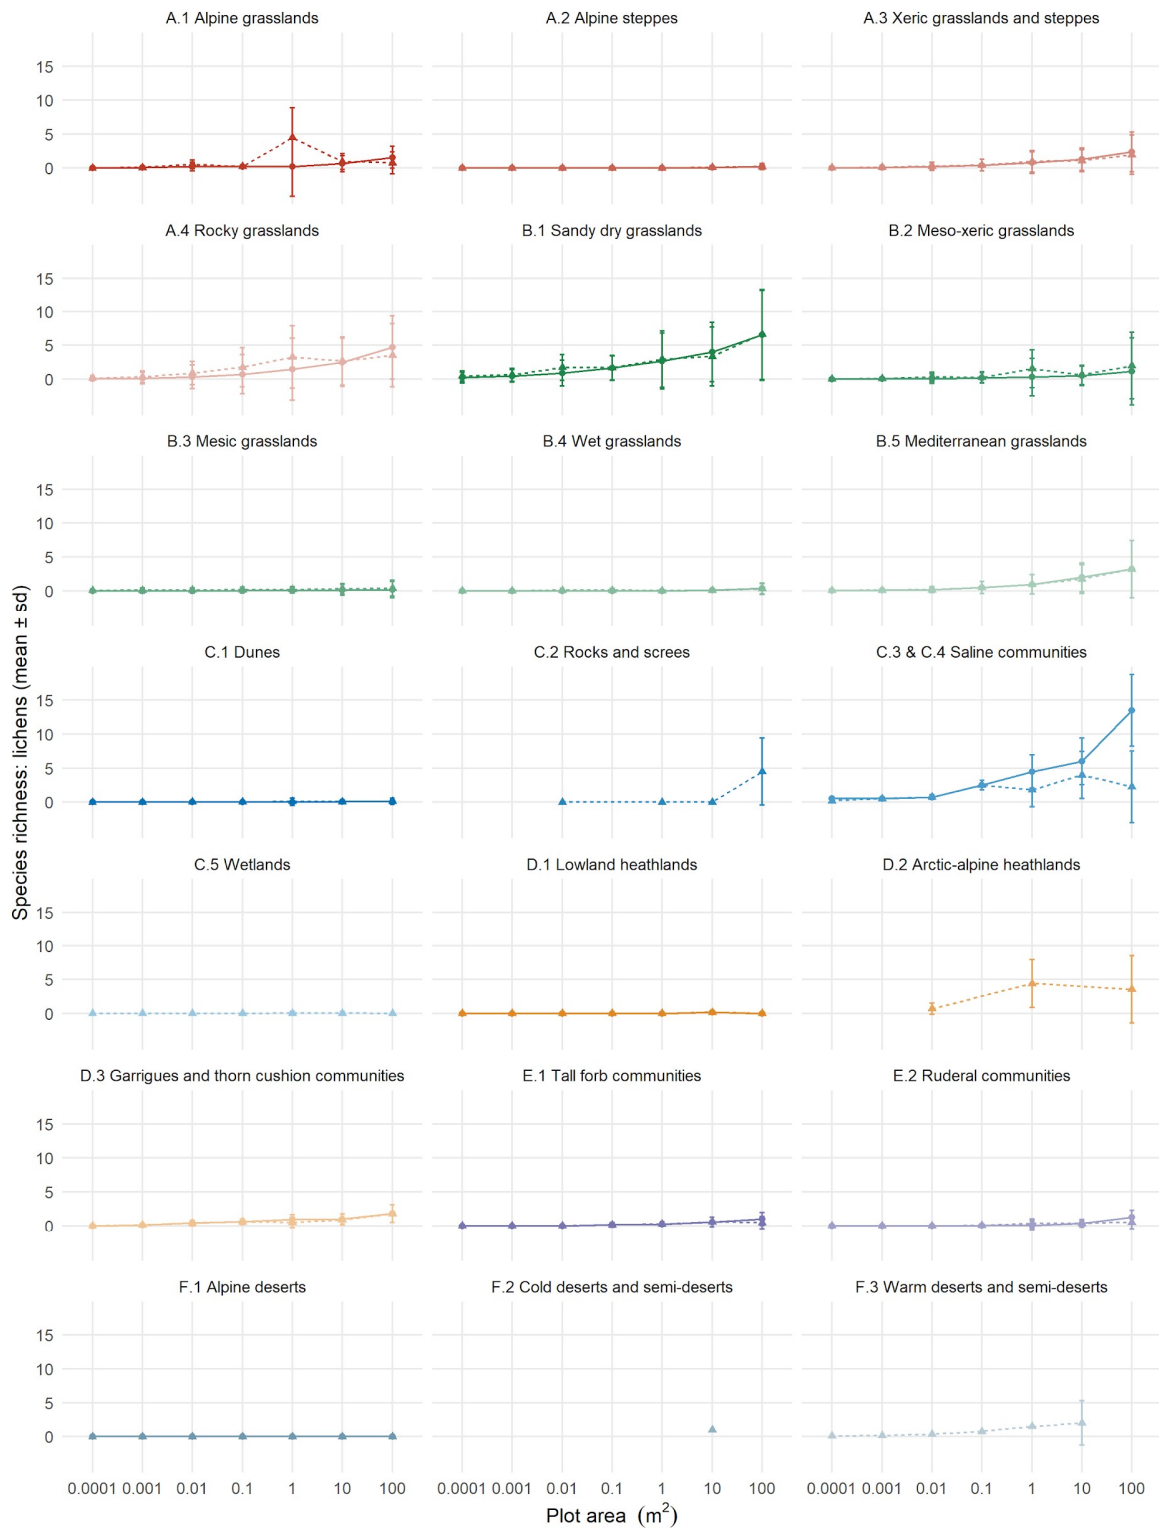 A.1 Alpine grasslands
A.2 Alpine steppes
A.3 Xeric grasslands and steppes
15
10
5
0
A.4 Rocky grasslands
B.1 Sandy dry grasslands
B.2 Meso-xeric grasslands
15
10
5
0
B.3 Mesic grasslands
B.4 Wet grasslands
B.5 Mediterranean grasslands
15
10
5
0
C.1 Dunes
C.2 Rocks and screes
C.3 & C.4 Saline communities
15
10
5
0
Species richness: lichens (mean ± sd)
C.5 Wetlands
D.1 Lowland heathlands
D.2 Arctic-alpine heathlands
15
10
5
0
D.3 Garrigues and thorn cushion communities
E.1 Tall forb communities
E.2 Ruderal communities
15
10
5
0
F.1 Alpine deserts
F.2 Cold deserts and semi-deserts
F.3 Warm deserts and semi-deserts
15
10
5
0
0.0001 0.001 0.01 0.1 1 10 100
0.0001 0.001 0.01 0.1 1 10 100
0.0001 0.001 0.01 0.1 1 10 100
Plot area (m²)